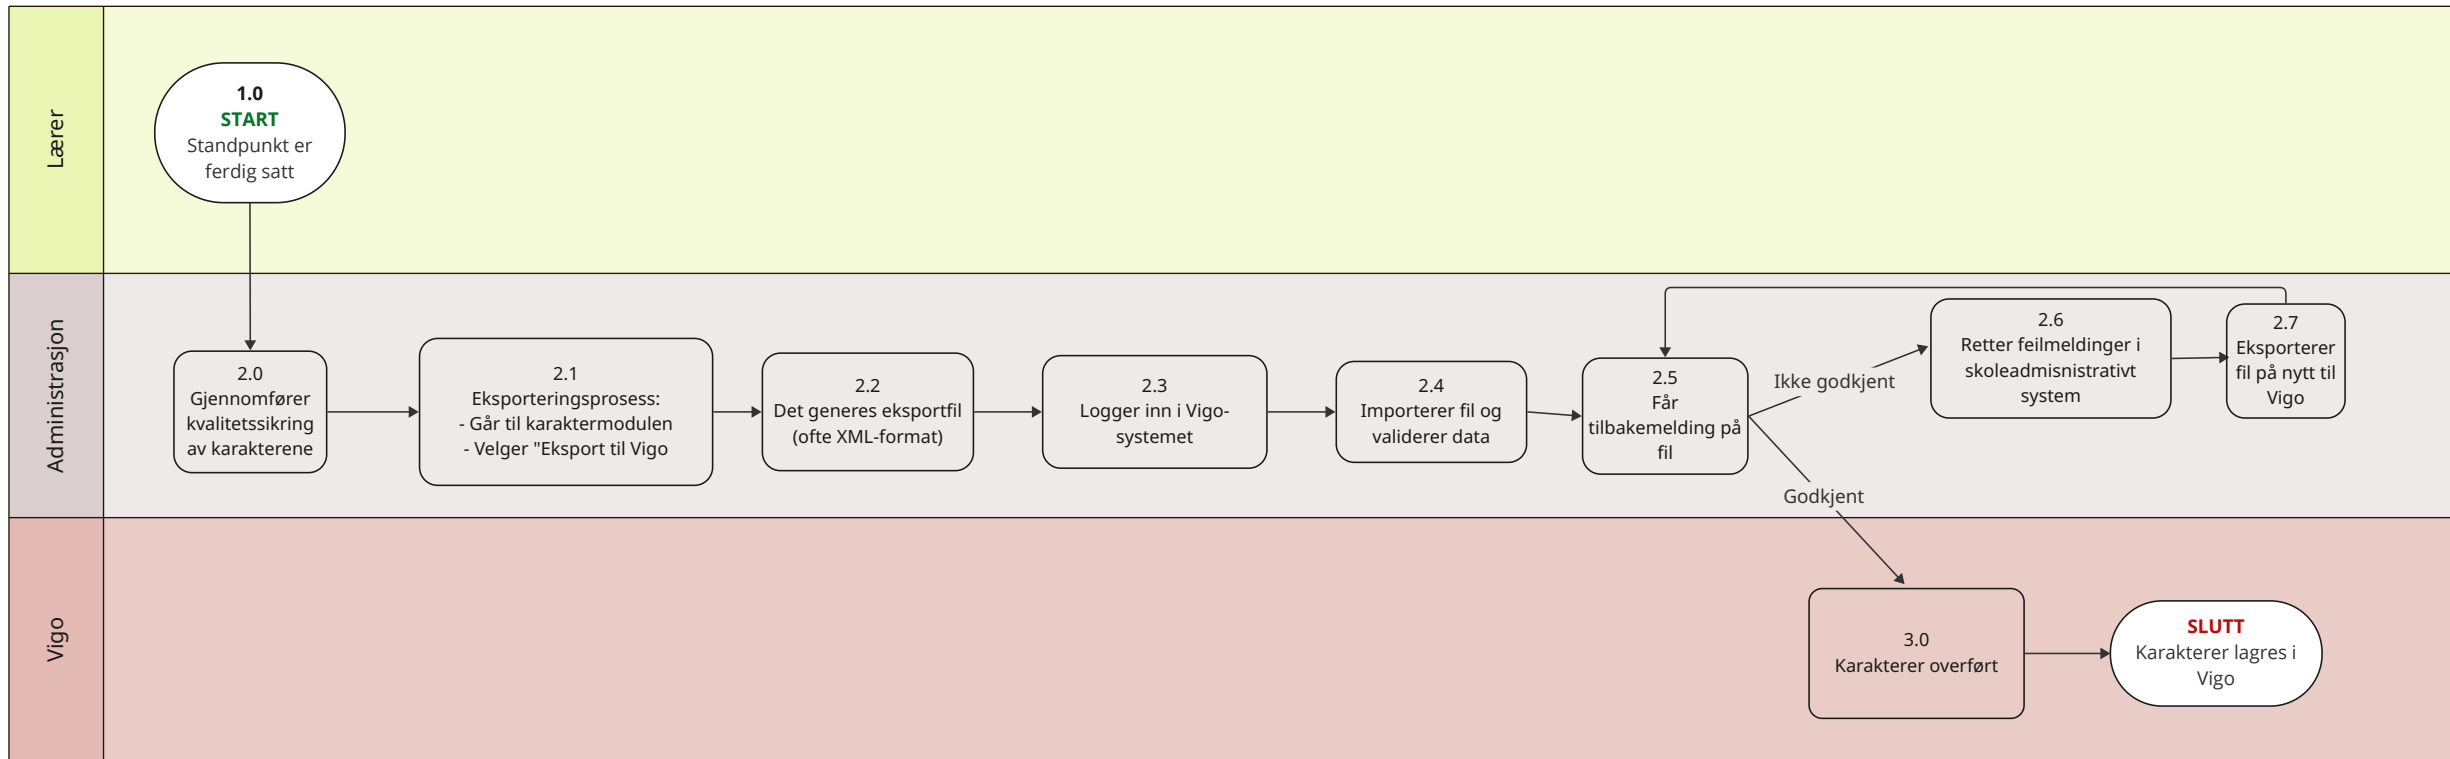 Lærer
1.0
START
Standpunkt er
ferdig satt
Administrasjon
2.0
Gjennomfører
kvalitetssikring
av karakterene
2.1
Eksporteringsprosess:
- Går til karaktermodulen
- Velger "Eksport til Vigo
2.2
Det generes eksportfil
(ofte XML-format)
2.3
Logger inn i Vigo-
systemet
2.4
Importerer fil og
validerer data
2.5
Får
tilbakemelding på
fil
Ikke godkjent
Godkjent
2.6
Retter feilmeldinger i
skoleadmisnistrativt
system
2.7
Eksporterer
fil på nytt til
Vigo
Vigo
3.0
Karakterer overført
SLUTT
Karakterer lagres i
Vigo